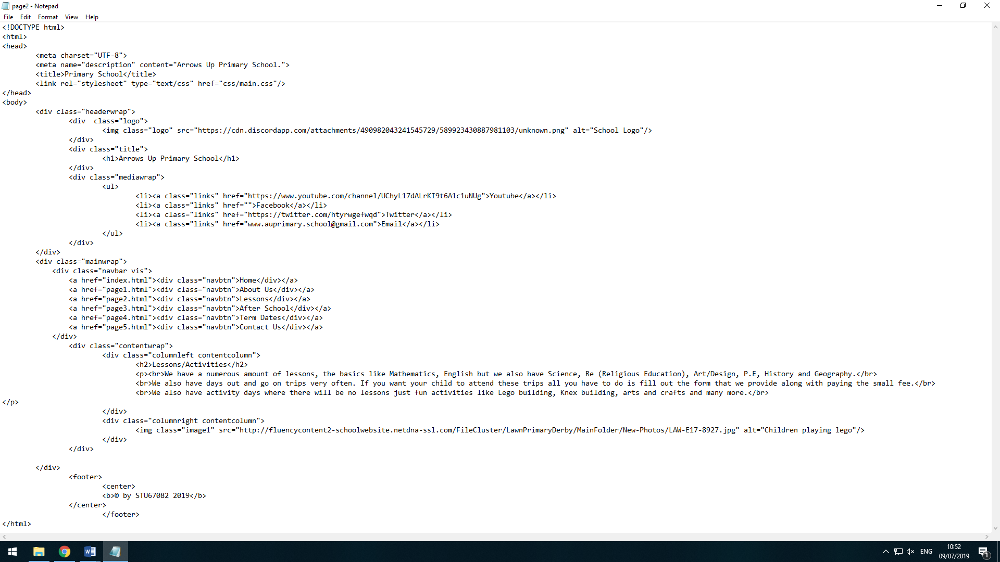 page2 - Notepad
File Edit Format View Help
<!DOCTYPE html>
<html>
<head>
<meta charset="UTF-8">
<meta name="description" content="Arrows Up Primary School.">
<title>Primary School</title>
<link rel="stylesheet" type="text/css" href="css/main.css"/>
</head>
<body>
<div class="headerwrap">
<div  class="logo">
<img class="logo" src="https://cdn.discordapp.com/attachments/490982043241545729/589923430887981103/unknown.png" alt="School Logo"/>
</div>
<div class="title">
<h1>Arrows Up Primary School</h1>
</div>
<div class="mediawrap">
<ul>
<li><a class="links" href="https://www.youtube.com/channel/UChyL17dALrKI9t6A1c1uNUg">Youtube</a></li>
<li><a class="links" href="">Facebook</a></li>
<li><a class="links" href="https://twitter.com/htyrwgefwqd">Twitter</a></li>
<li><a class="links" href="www.auprimary.school@gmail.com">Email</a></li>
</ul>
</div>
</div>
<div class="mainwrap">
<div class="navbar vis">
<a href="index.html"><div class="navbtn">Home</div></a>
<a href="page1.html"><div class="navbtn">About Us</div></a>
<a href="page2.html"><div class="navbtn">Lessons</div></a>
<a href="page3.html"><div class="navbtn">After School</div></a>
<a href="page4.html"><div class="navbtn">Term Dates</div></a>
<a href="page5.html"><div class="navbtn">Contact Us</div></a>
</div>
<div class="contentwrap">
<div class="columnleft contentcolumn">
<h2>Lessons/Activities</h2>
<p><br>We have a numerous amount of lessons, the basics like Mathematics, English but we also have Science, Re (Religious Education), Art/Design, P.E, History and Geography.</br>
<br>We also have days out and go on trips very often. If you want your child to attend these trips all you have to do is fill out the form that we provide along with paying the small fee.</br>
<br>We also have activity days where there will be no lessons just fun activities like Lego building, Knex building, arts and crafts and many more.</br>
</p>
</div>
<div class="columnright contentcolumn">
<img class="image1" src="http://fluencycontent2-schoolwebsite.netdna-ssl.com/FileCluster/LawnPrimaryDerby/MainFolder/New-Photos/LAW-E17-8927.jpg" alt="Children playing lego"/>
</div>
</div>
</div>
<footer>
<center>
<b>© by STU67082 2019</b>
</center>
</footer>
</html>
ENG
10:52
09/07/2019
1